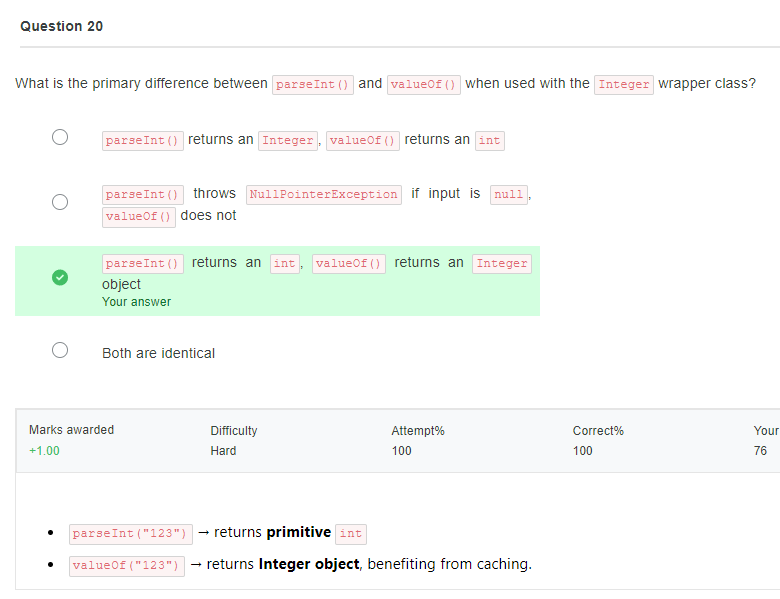 Question 20
What is the primary difference between parseInt() and valueOf() when used with the Integer wrapper class?
parseInt() returns an Integer, valueOf() returns an int
parseInt() throws NullPointerException if input is null,
valueOf() does not
parseInt() returns an int, valueOf() returns an Integer
object
Your answer
Both are identical
Marks awarded Difficulty Attempt% Correct% Your
+1.00 Hard 100 100 76
• parseInt("123") → returns primitive int
• valueOf("123") → returns Integer object, benefiting from caching.